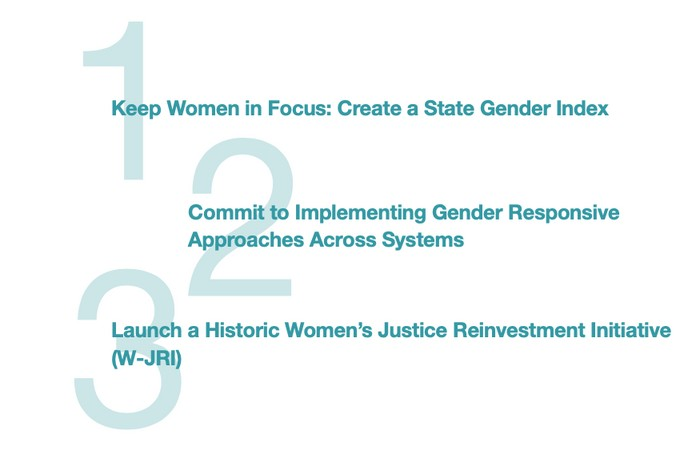 1
Keep Women in Focus: Create a State Gender Index
2
Commit to Implementing Gender Responsive
Approaches Across Systems
3
Launch a Historic Women’s Justice Reinvestment Initiative
(W-JRI)